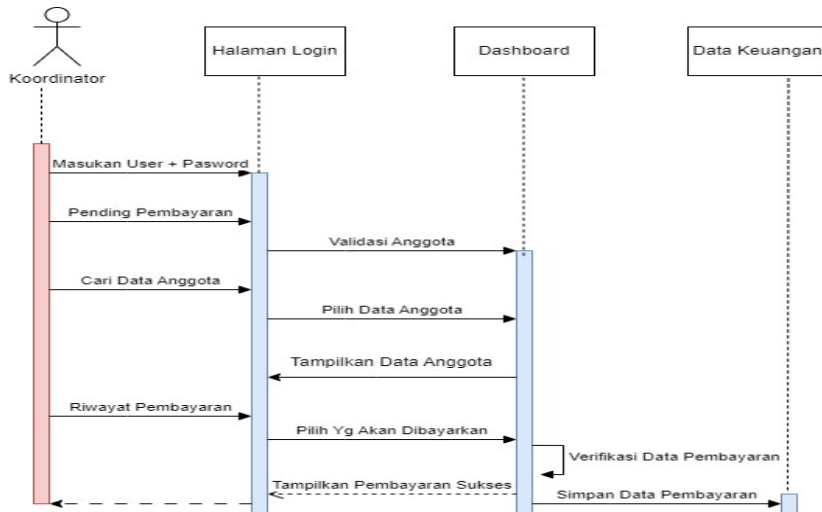 Koordinator
Halaman Login
Dashboard
Data Keuangan
Masukan User + Pasword
Pending Pembayaran
Validasi Anggota
Cari Data Anggota
Pilih Data Anggota
Tampilkan Data Anggota
Riwayat Pembayaran
Pilih Yg Akan Dibayarkan
Verifikasi Data Pembayaran
Tampilkan Pembayaran Sukses
Simpan Data Pembayaran